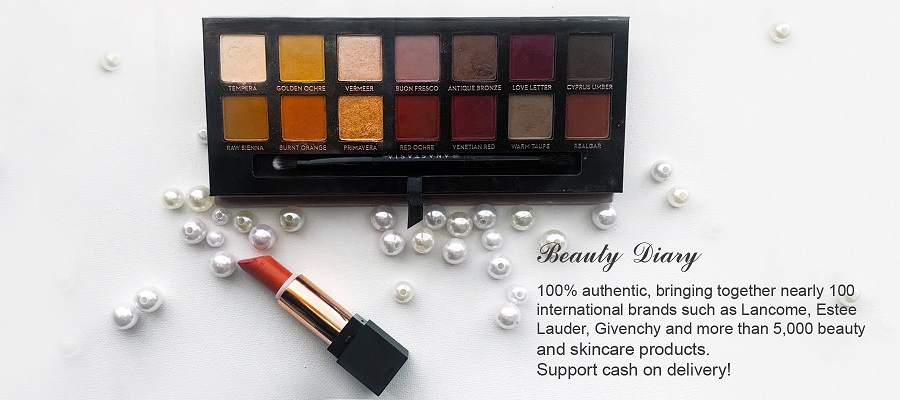 TEMPERA GOLDEN OCHRE VERMEER BUON FRESCO ANTIQUE BRONZE LOVE LETTER CYPRUS UMBER
RAW SIENNA BURNT ORANGE PRIMAVERA RED OCHRE VENETIAN RED WARM TAUPE REALGAR
ANASTASIA
Beauty Diary
100% authentic, bringing together nearly 100
international brands such as Lancome, Estee
Lauder, Givenchy and more than 5,000 beauty
and skincare products.
Support cash on delivery!